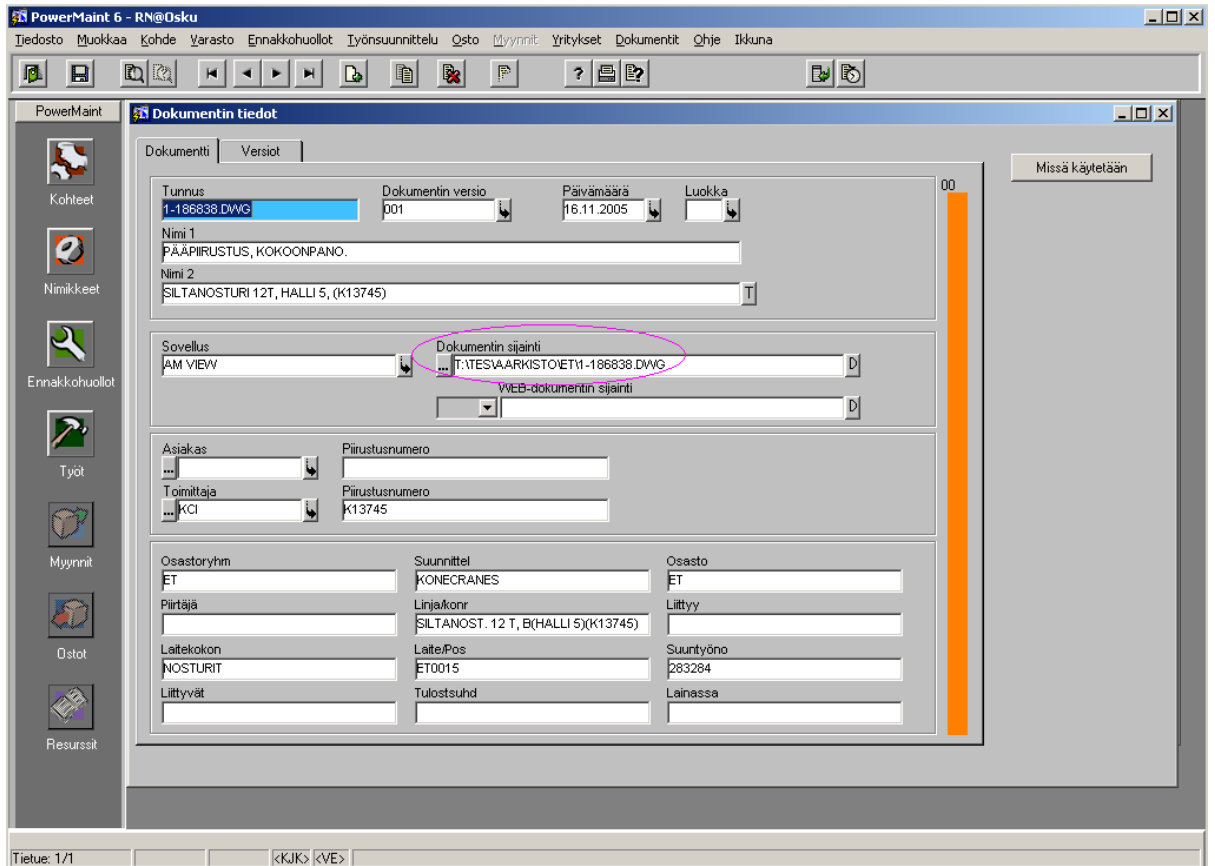 PowerMaint 6 - RN@Osku
Tiedosto Muokkaa Kohde Varasto Ennakkohuollot Työnsuunnittelu Osto Myynnit Yritykset Dokumentit Ohje Ikkuna
PowerMaint
Kohteet
Nimikkeet
Ennakkohuollot
Työt
Myynnit
Ostot
Resurssit
Dokumentin tiedot
Dokumentti Versiot
Missä käytetään
Tunnus Dokumentin versio Päivämäärä Luokka 00
1-186838.DWG 001 16.11.2005
Nimi 1
PÄÄPIIRUSTUS, KOKOONPANO.
Nimi 2
SILTANOSTURI 12T, HALLI 5, (K13745) T
Sovellus Dokumentin sijainti
AM VIEW ... T:\TES\AARKISTO\ET\1-186838.DWG D
WEB-dokumentin sijainti
D
Asiakas Piirustusnumero
...
Toimittaja Piirustusnumero
... KCI K13745
Osastoryhm Suunnittel Osasto
ET KONECRANES ET
Piirtäjä Linja/konr Liittyy
SILTANOST. 12 T, B(HALLI 5)(K13745)
Laitekokon Laite/Pos Suuntyöno
NOSTURIT ET0015 283284
Liittyvät Tulostsuhd Lainassa
Tietue: 1/1 <KJK> <VE>